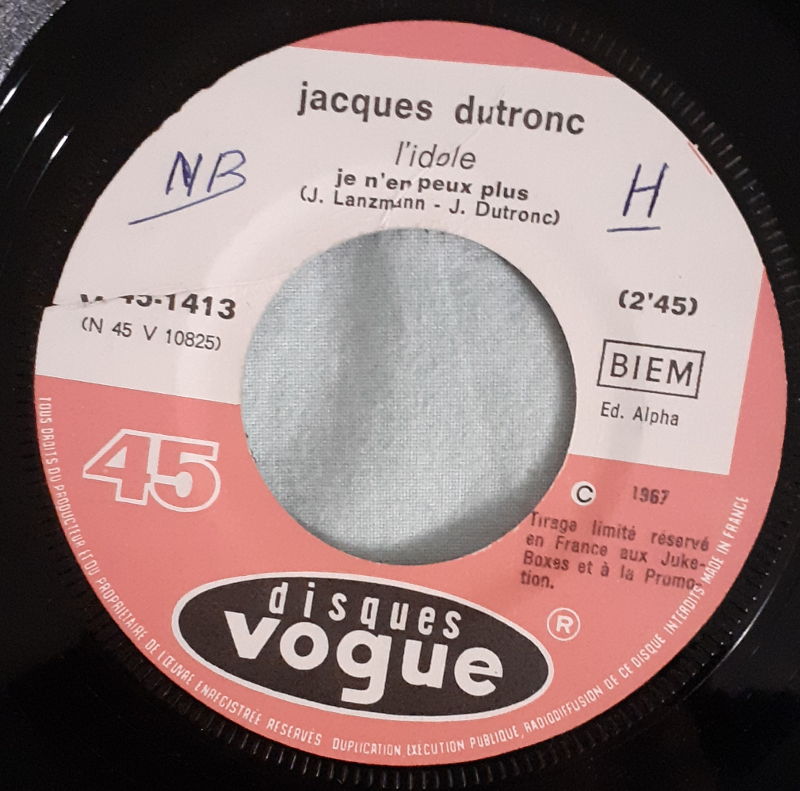 jacques dutronc
l'idole
je n'en peux plus
(J. Lanzmann - J. Dutronc)
NB
H
45-1413
(N 45 V 10825)
(2'45)
BIEM
Ed. Alpha
45
© 1967
Tirage limité réservé
en France aux Juke-
Boxes et à la Promo-
tion.
disques
vogue
®
TOUS DROITS DU PRODUCTEUR ET DU PROPRIETAIRE DE L'ŒUVRE ENREGISTRÉE RESERVÉS DUPLICATION, EXÉCUTION PUBLIQUE, RADIODIFFUSION DE CE DISQUE INTERDITS MADE IN FRANCE